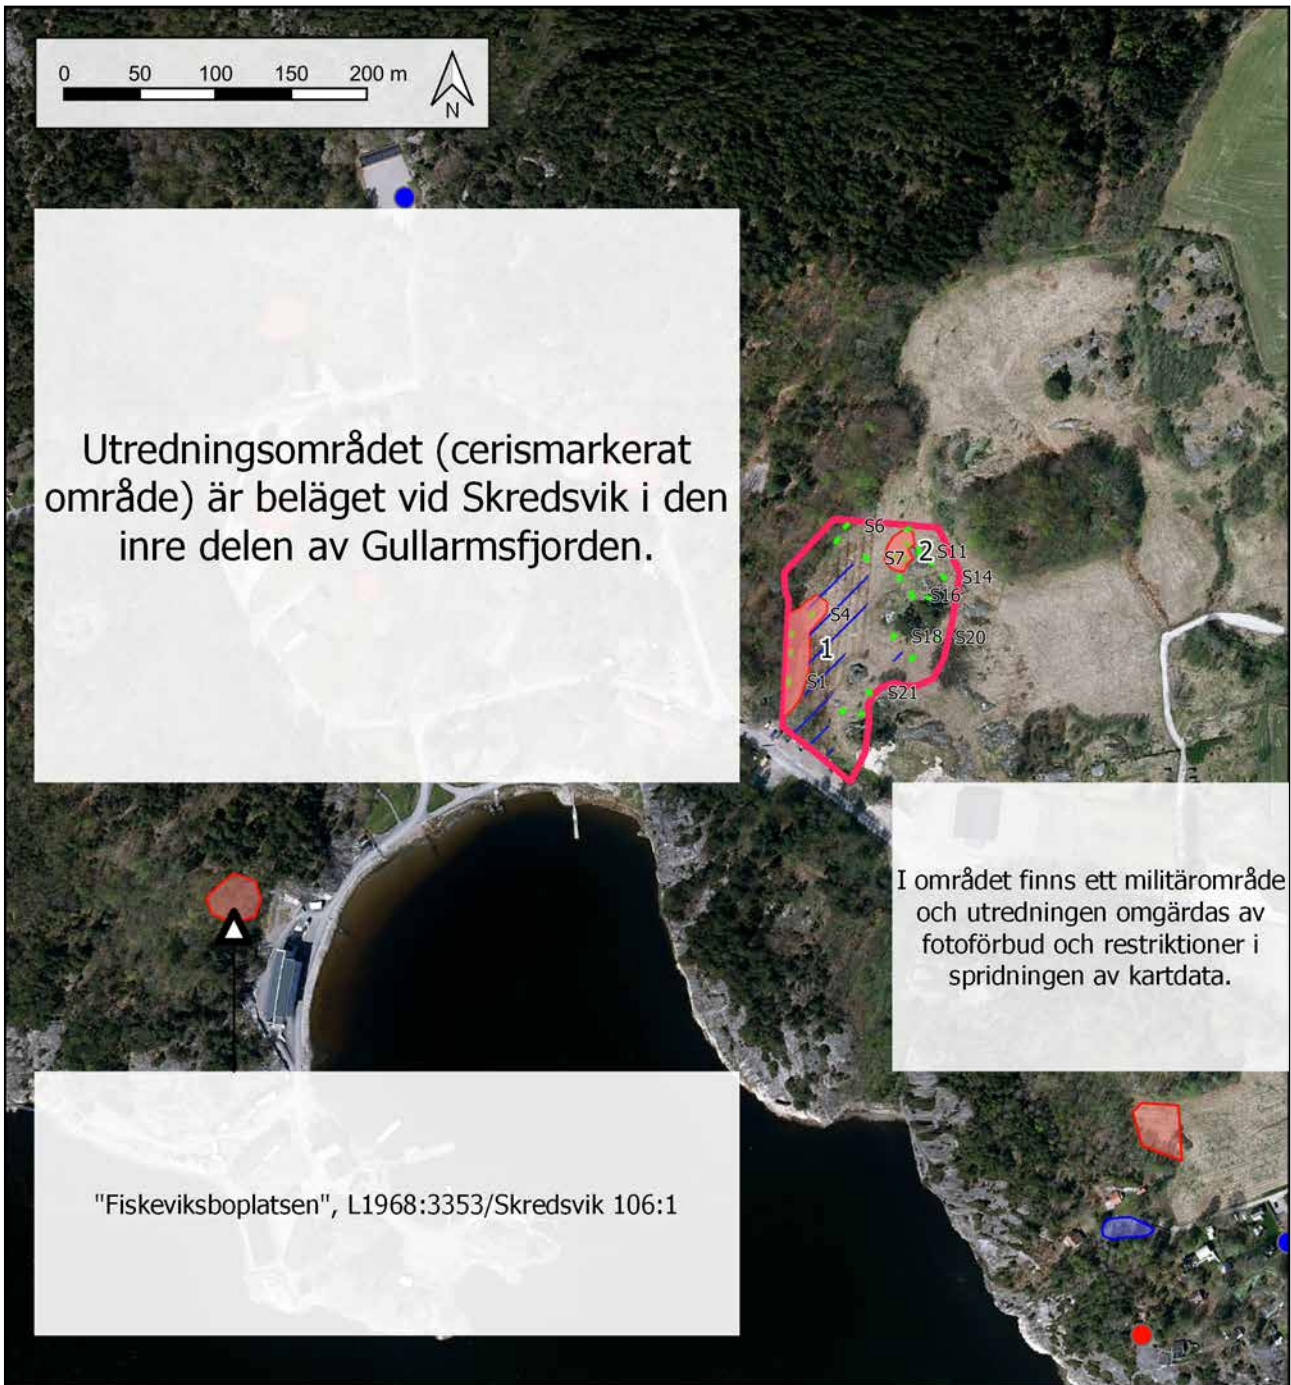 0 50 100 150 200 m
N
Utredningsområdet (cerismarkerat
område) är beläget vid Skredsvik i den
inre delen av Gullarmsfjorden.
S6
S7
2
S11
S14
S16
S4
1
S18
S20
S1
S21
I området finns ett militärområde
och utredningen omgärdas av
fotoförbud och restriktioner i
spridningen av kartdata.
"Fiskeviksboplatsen", L1968:3353/Skredsvik 106:1